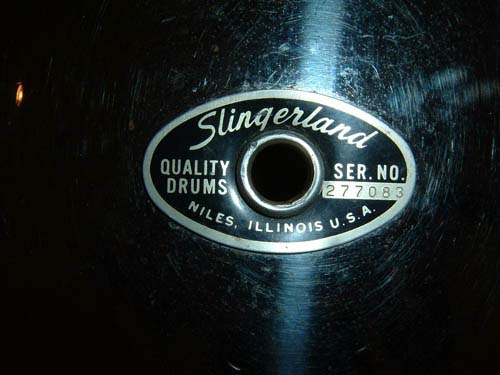 Slingerland
QUALITY
DRUMS
SER. NO.
277083
NILES, ILLINOIS U.S.A.